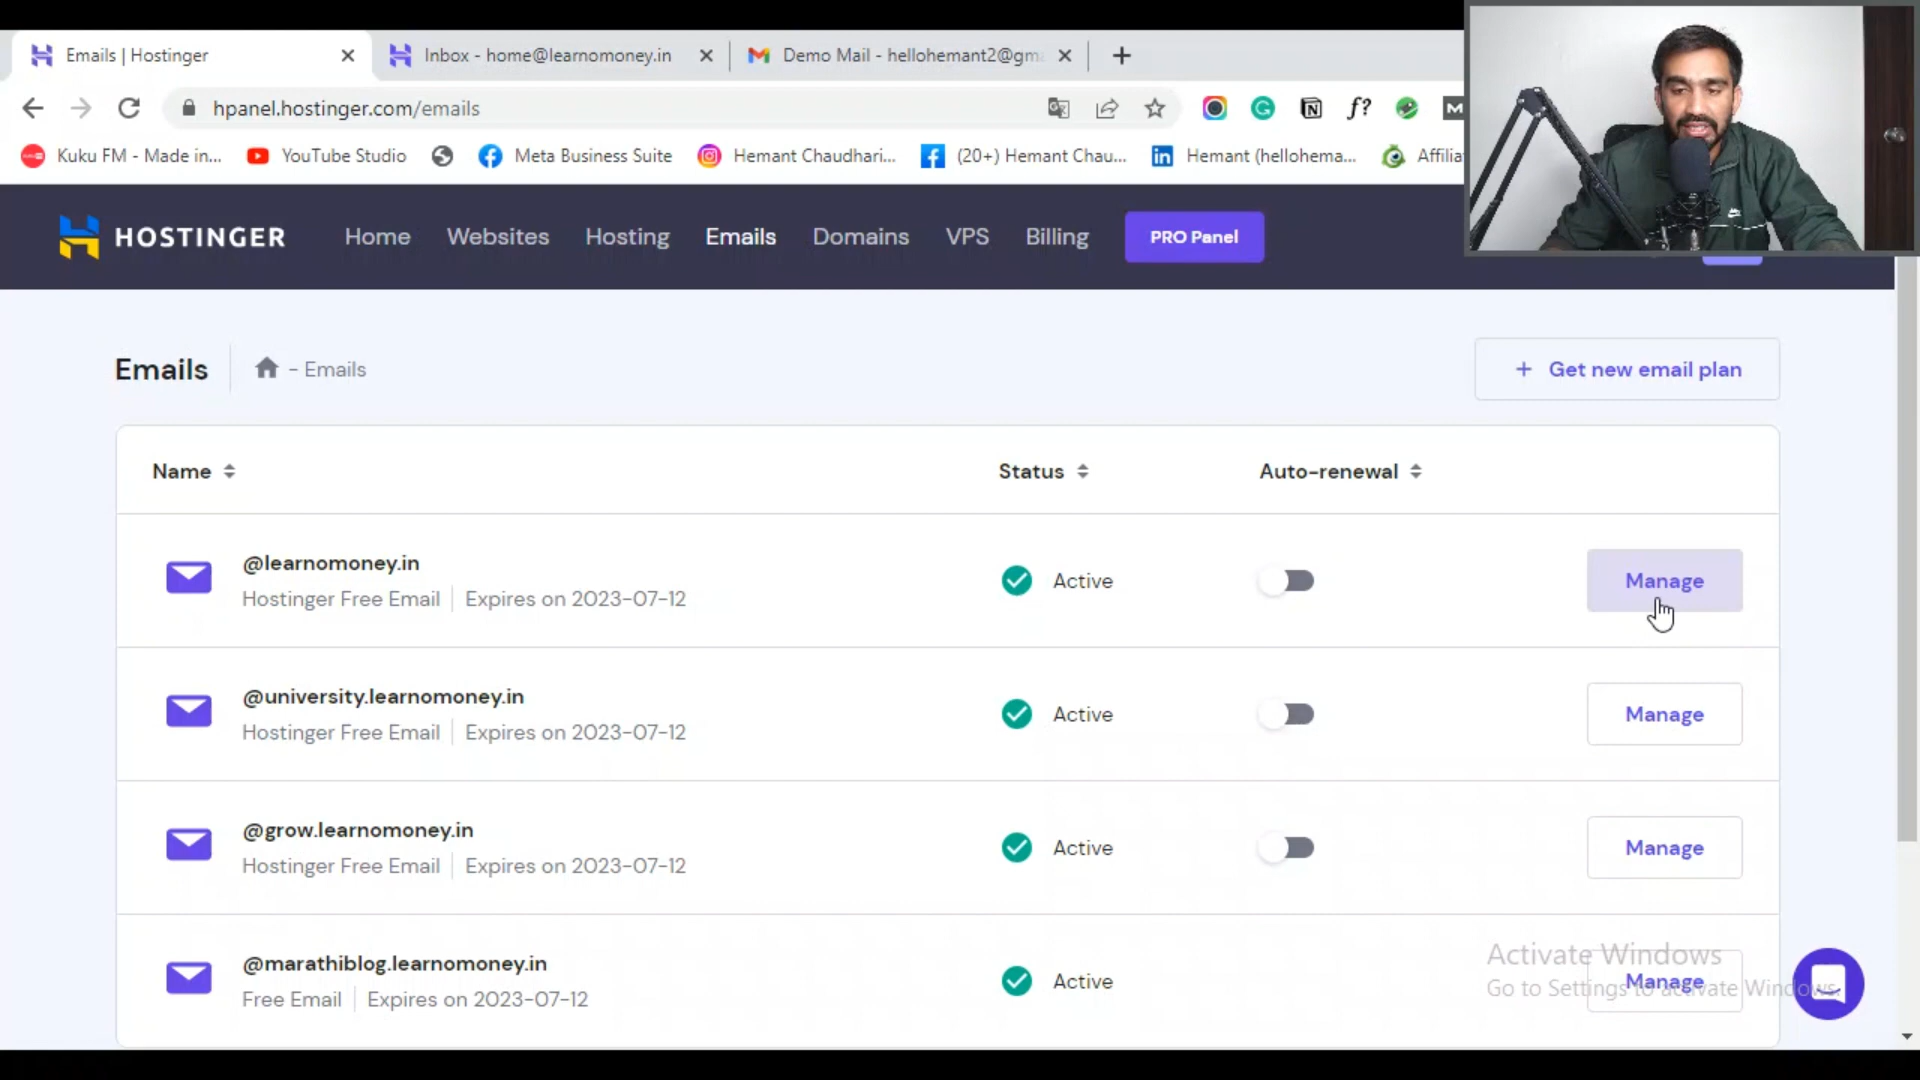 Emails | Hostinger
Inbox - home@learnomoney.in
Demo Mail - hellohemant2@gm
hpanel.hostinger.com/emails
Kuku FM - Made in...
YouTube Studio
Meta Business Suite
Hemant Chaudhari...
(20+) Hemant Chau...
Hemant (hellohema...
Affilia
HOSTINGER
Home
Websites
Hosting
Emails
Domains
VPS
Billing
PRO Panel
Emails
- Emails
+ Get new email plan
Name
Status
Auto-renewal
@learnomoney.in
Hostinger Free Email
Expires on 2023-07-12
Active
Manage
@university.learnomoney.in
Hostinger Free Email
Expires on 2023-07-12
Active
Manage
@grow.learnomoney.in
Hostinger Free Email
Expires on 2023-07-12
Active
Manage
@marathiblog.learnomoney.in
Free Email
Expires on 2023-07-12
Active
Manage
Activate Windows
Go to Settings to activate Windows.